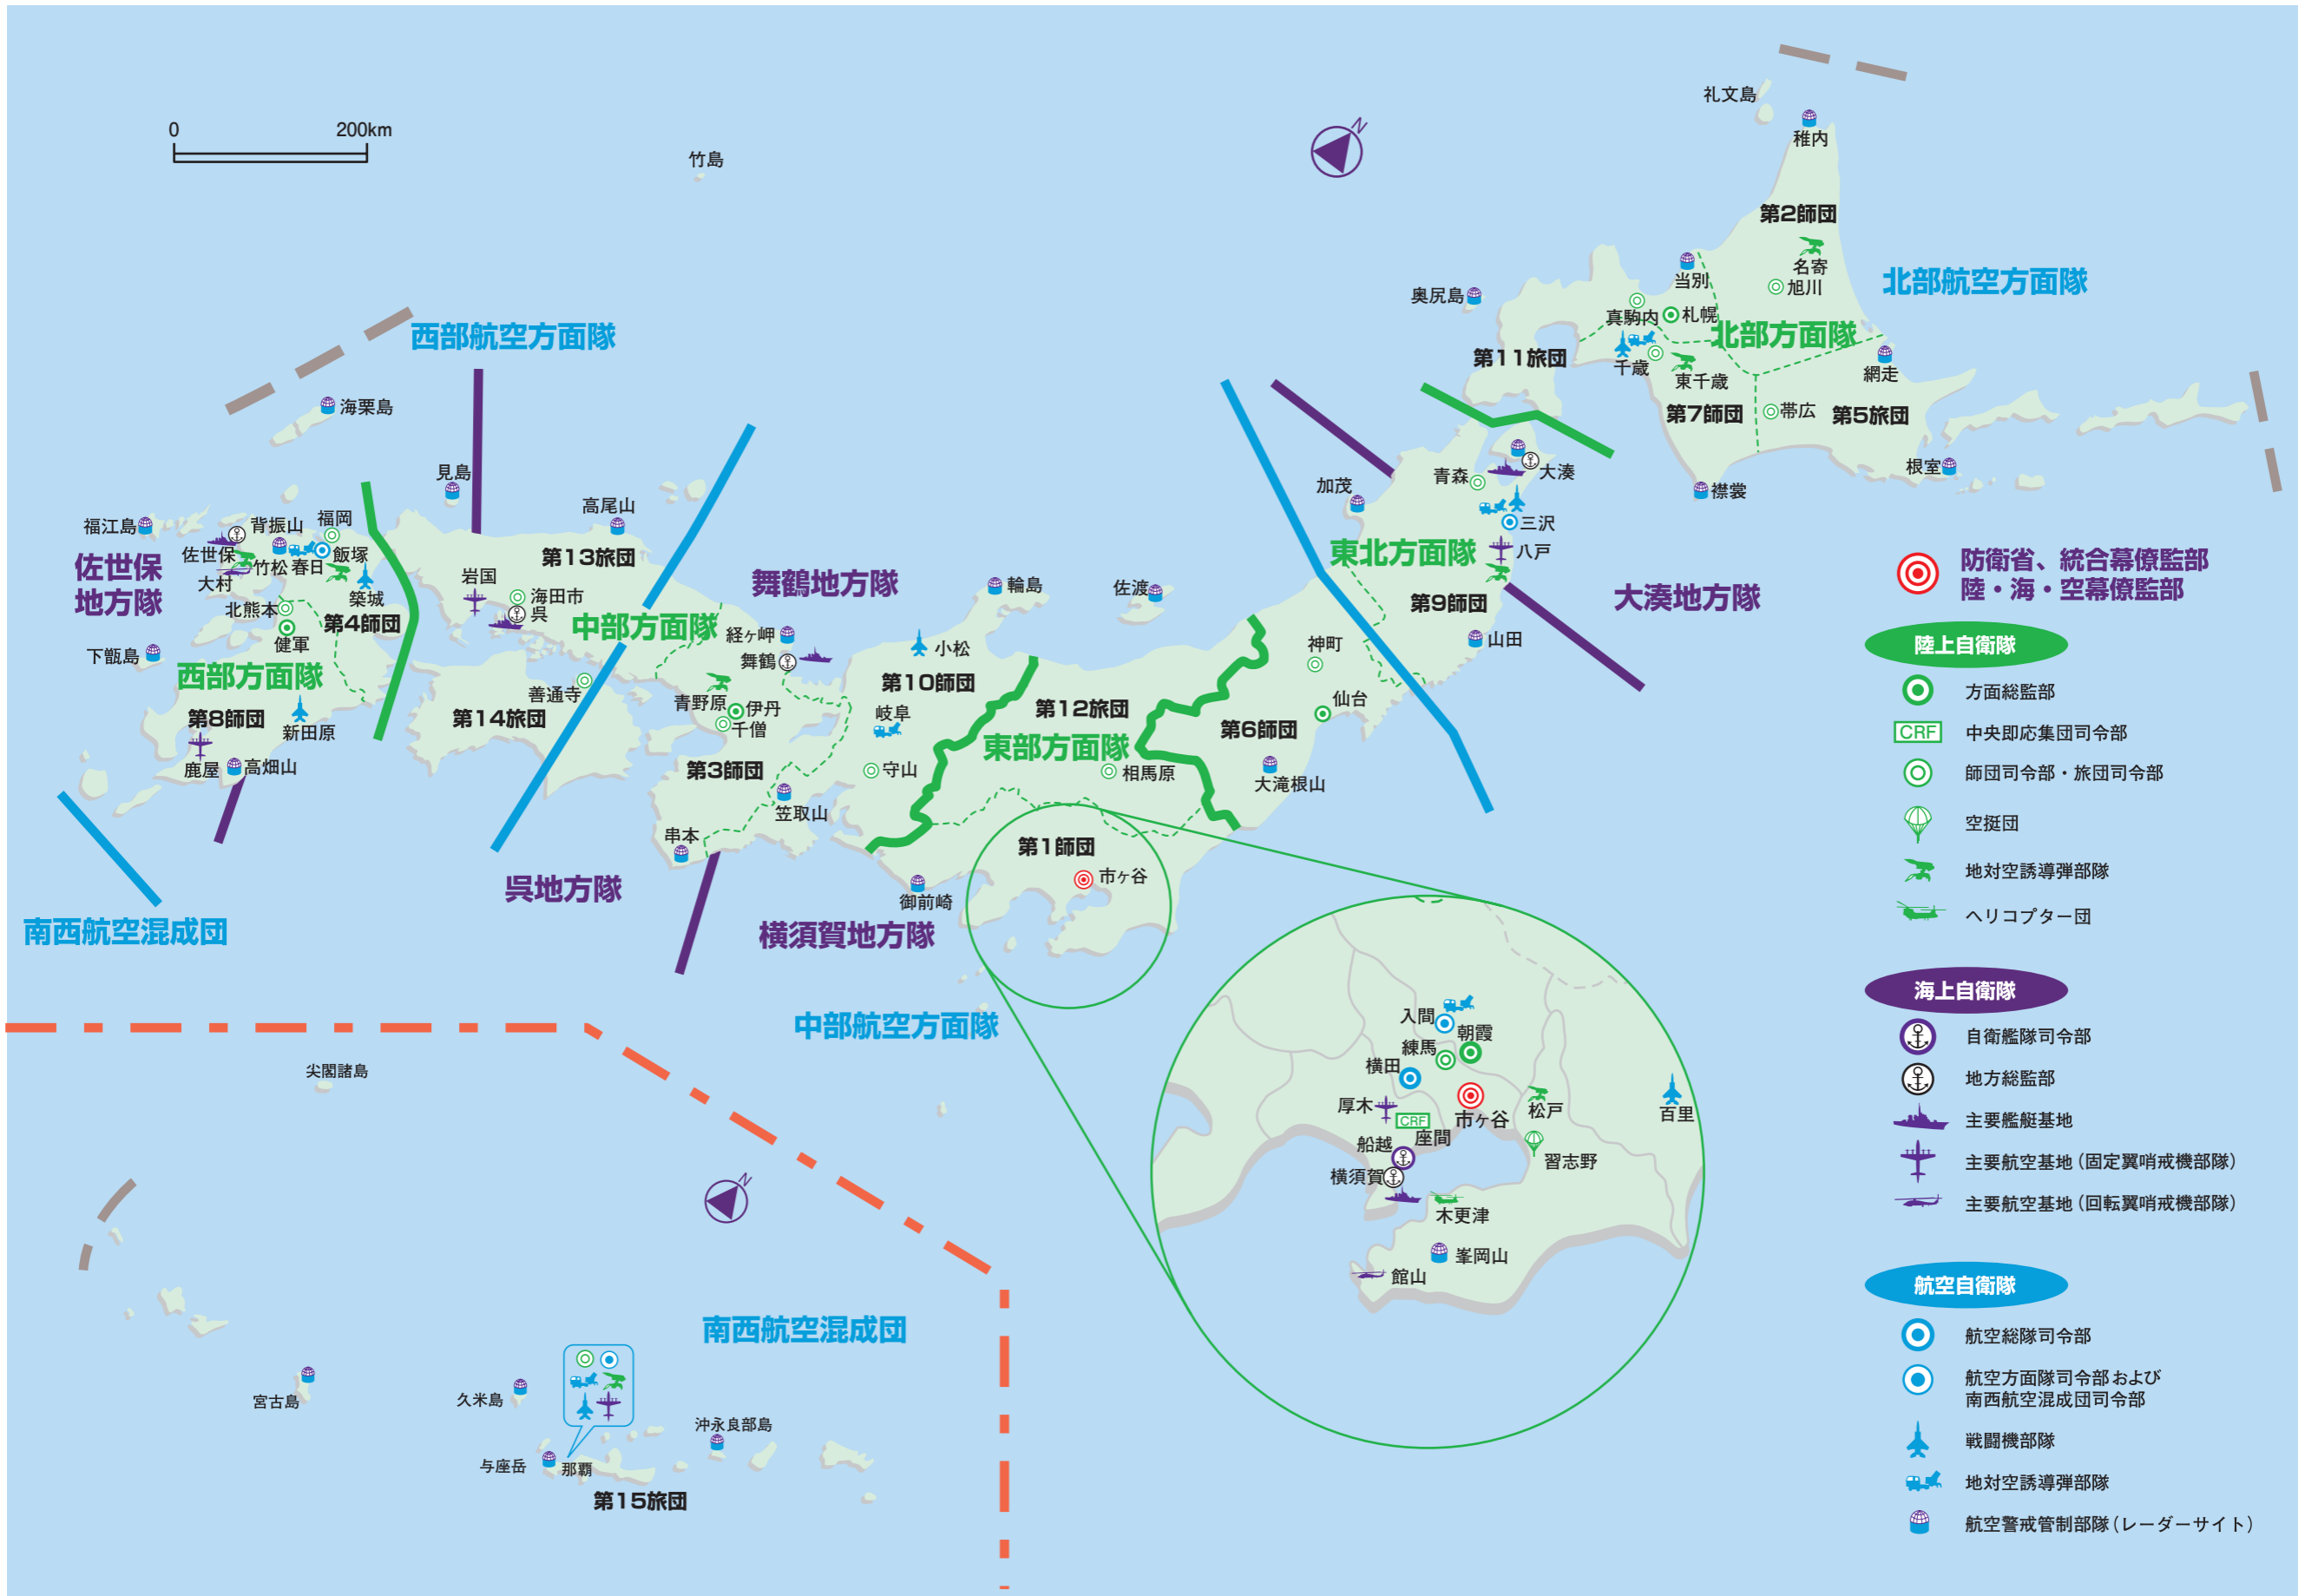 0
200km
N
竹島
礼文島
稚内
第2師団
名寄
旭川
当別
北部航空方面隊
奥尻島
真駒内
札幌
北部方面隊
千歳
東千歳
網走
第11旅団
第7師団
帯広
第5旅団
根室
襟裳
西部航空方面隊
海栗島
見島
高尾山
第13旅団
福江島
背振山
福岡
佐世保
飯塚
大村
竹松
春日
築城
佐世保
地方隊
北熊本
健軍
第4師団
下甑島
西部方面隊
第8師団
新田原
鹿屋
高畑山
岩国
海田市
呉
中部方面隊
善通寺
第14旅団
舞鶴地方隊
経ヶ岬
舞鶴
輪島
小松
佐渡
第10師団
青野原
伊丹
千僧
岐阜
第3師団
守山
笠取山
串本
第12旅団
東部方面隊
相馬原
第1師団
市ヶ谷
御前崎
加茂
青森
大湊
三沢
八戸
東北方面隊
第9師団
山田
大湊地方隊
神町
仙台
第6師団
大滝根山
呉地方隊
南西航空混成団
横須賀地方隊
中部航空方面隊
入間
朝霞
練馬
横田
厚木
CRF
座間
市ヶ谷
松戸
百里
船越
横須賀
習志野
木更津
峯岡山
館山
尖閣諸島
N
南西航空混成団
宮古島
久米島
沖永良部島
与座岳
那覇
第15旅団
防衛省、統合幕僚監部
陸・海・空幕僚監部
陸上自衛隊
方面総監部
CRF
中央即応集団司令部
師団司令部・旅団司令部
空挺団
地対空誘導弾部隊
ヘリコプター団
海上自衛隊
自衛艦隊司令部
地方総監部
主要艦艇基地
主要航空基地（固定翼哨戒機部隊）
主要航空基地（回転翼哨戒機部隊）
航空自衛隊
航空総隊司令部
航空方面隊司令部および
南西航空混成団司令部
戦闘機部隊
地対空誘導弾部隊
航空警戒管制部隊（レーダーサイト）